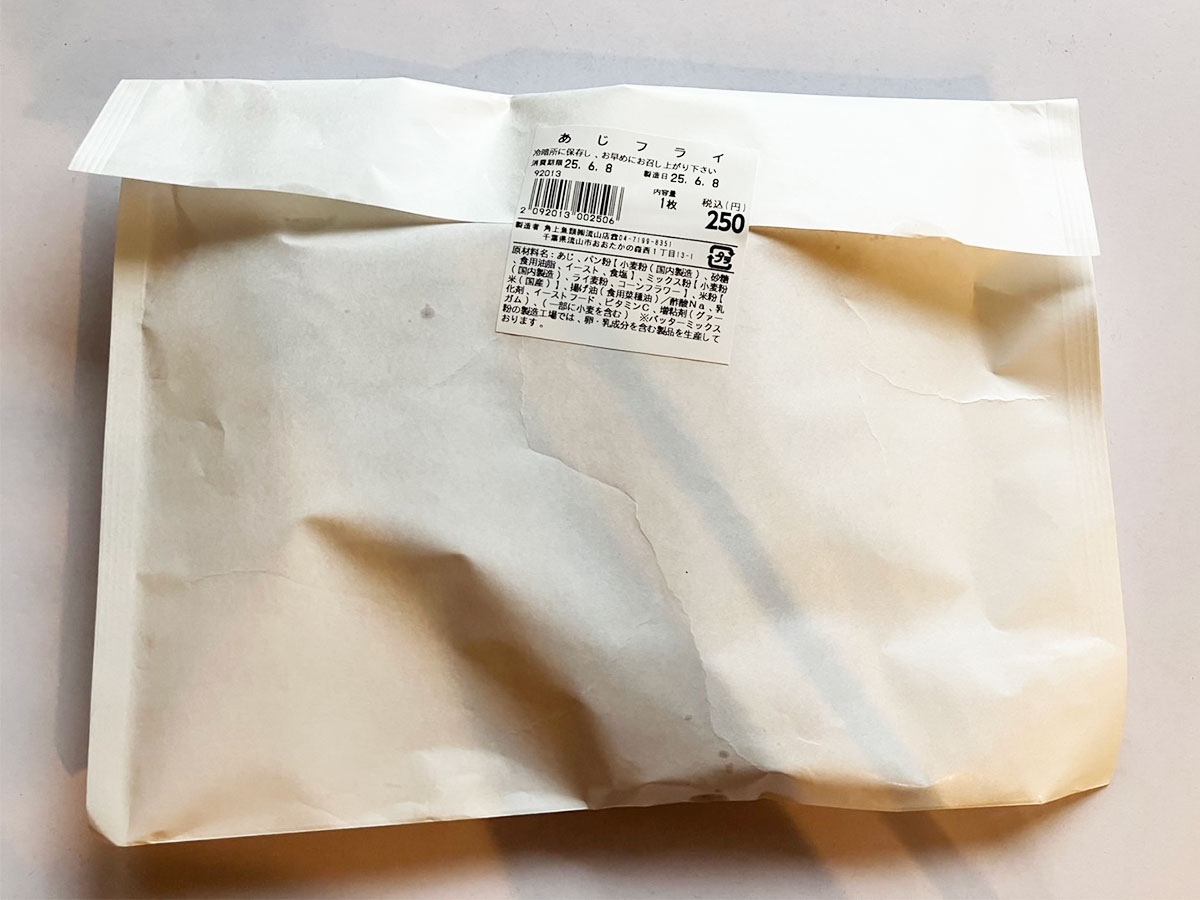 あじフライ
冷暗所に保存し、お早めにお召し上がり下さい
消費期限 25.6.8 製造日 25.6.8
92013
内容量 税込(円)
1枚 250
2 092013 002506
製造者 角上魚類㈱流山店☎04-7199-8351
千葉県流山市おおたかの森西1丁目13-1
プラ
原材料名：あじ、パン粉【小麦粉(国内製造)、砂糖
、食用油脂、イースト、食塩】、ミックス粉【小麦粉
(国内製造)、ライ麦粉、コーンフラワー】、米粉【
米(国産)】、揚げ油(食用菜種油)／酢酸Na、乳
化剤、イーストフード、ビタミンC、増粘剤(グァー
ガム)、(一部に小麦を含む) ※バッターミックス
粉の製造工場では、卵・乳成分を含む製品を生産して
おります。